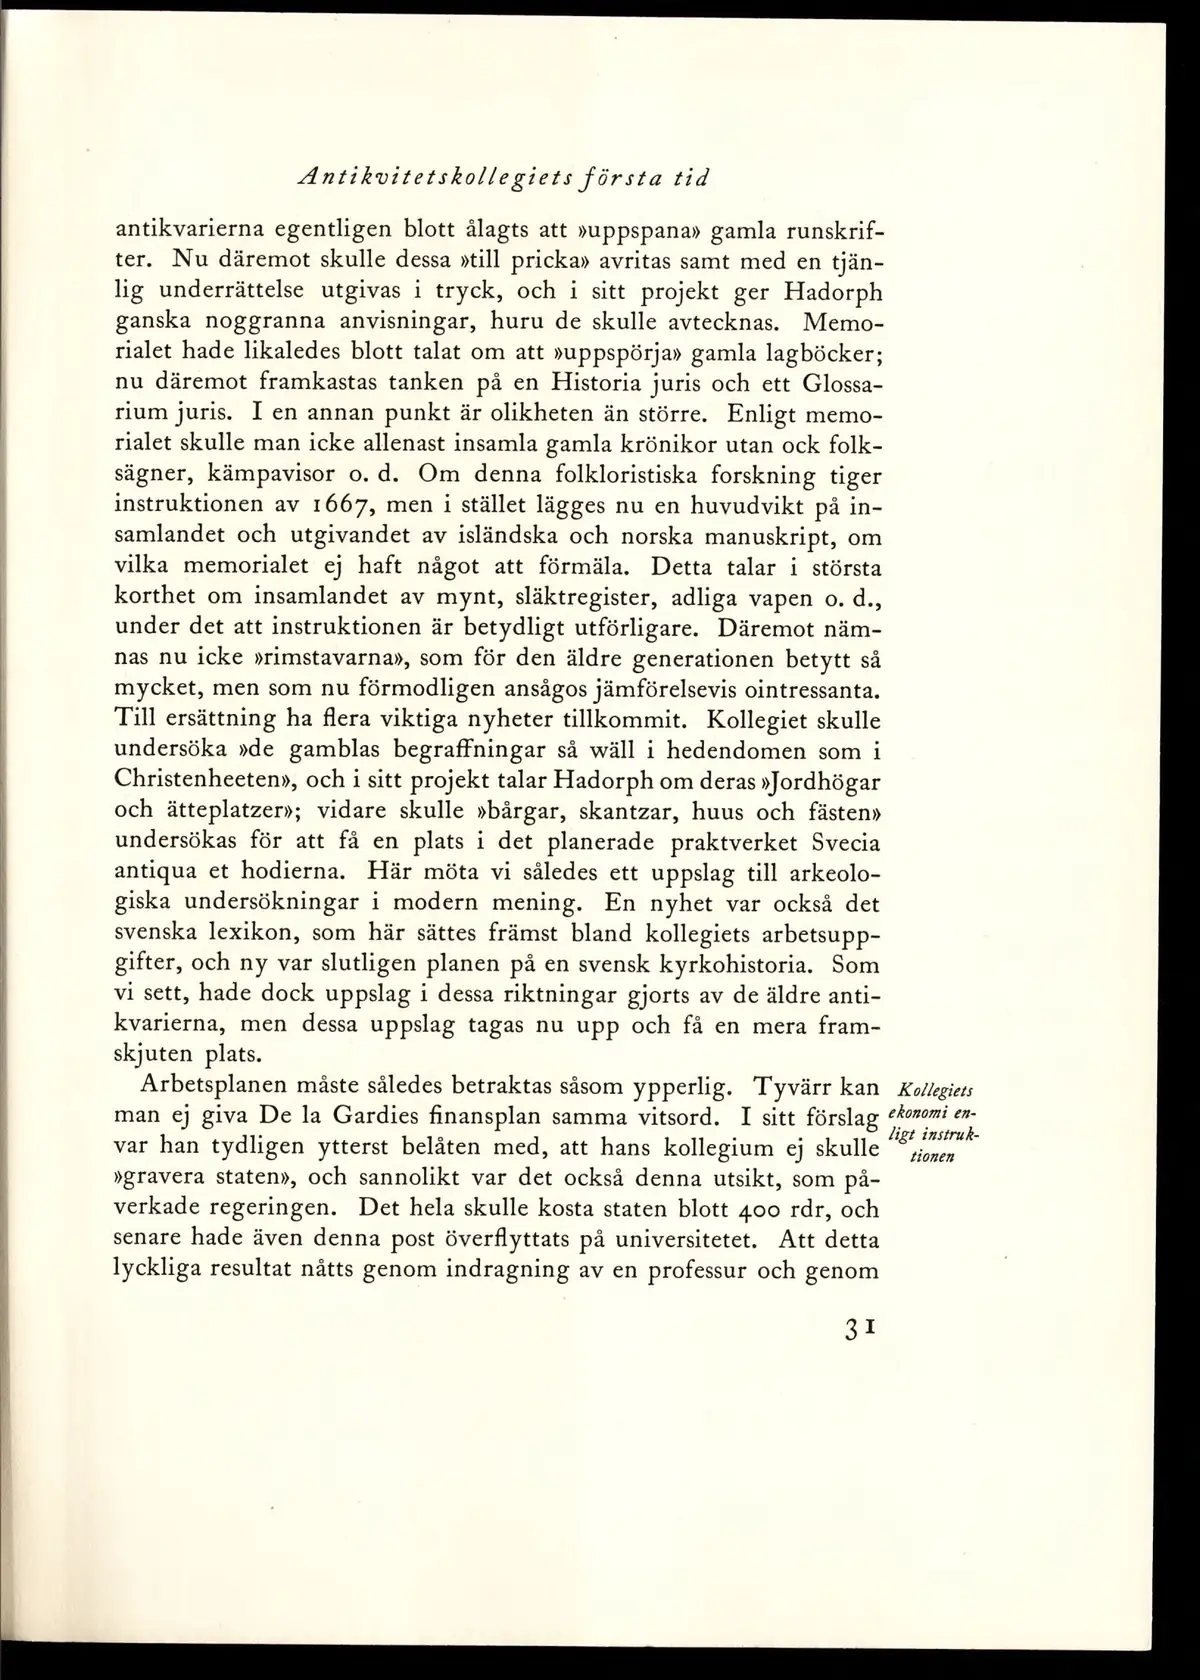 Antikvitetskollegiets första tid
antikvarierna egentligen blott ålagts att »uppspana» gamla runskrif-
ter. Nu däremot skulle dessa »till pricka» avritas samt med en tjän-
lig underrättelse utgivas i tryck, och i sitt projekt ger Hadorph
ganska noggranna anvisningar, huru de skulle avtecknas. Memo-
rialet hade likaledes blott talat om att »uppspörja» gamla lagböcker;
nu däremot framkastas tanken på en Historia juris och ett Glossa-
rium juris. I en annan punkt är olikheten än större. Enligt memo-
rialet skulle man icke allenast insamla gamla krönikor utan ock folk-
sägner, kämpavisor o. d. Om denna folkloristiska forskning tiger
instruktionen av 1667, men i stället lägges nu en huvudvikt på in-
samlandet och utgivandet av isländska och norska manuskript, om
vilka memorialet ej haft något att förmäla. Detta talar i största
korthet om insamlandet av mynt, släktregister, adliga vapen o. d.,
under det att instruktionen är betydligt utförligare. Däremot näm-
nas nu icke »rimstavarna», som för den äldre generationen betytt så
mycket, men som nu förmodligen ansågos jämförelsevis ointressanta.
Till ersättning ha flera viktiga nyheter tillkommit. Kollegiet skulle
undersöka »de gamblas begraffningar så wäll i hedendomen som i
Christenheeten», och i sitt projekt talar Hadorph om deras »Jordhögar
och ätteplatzer»; vidare skulle »bårgar, skantzar, huus och fästen»
undersökas för att få en plats i det planerade praktverket Svecia
antiqua et hodierna. Här möta vi således ett uppslag till arkeolo-
giska undersökningar i modern mening. En nyhet var också det
svenska lexikon, som här sättes främst bland kollegiets arbetsupp-
gifter, och ny var slutligen planen på en svensk kyrkohistoria. Som
vi sett, hade dock uppslag i dessa riktningar gjorts av de äldre anti-
kvarierna, men dessa uppslag tagas nu upp och få en mera fram-
skjuten plats.
Arbetsplanen måste således betraktas såsom ypperlig. Tyvärr kan
man ej giva De la Gardies finansplan samma vitsord. I sitt förslag
var han tydligen ytterst belåten med, att hans kollegium ej skulle
»gravera staten», och sannolikt var det också denna utsikt, som på-
verkade regeringen. Det hela skulle kosta staten blott 400 rdr, och
senare hade även denna post överflyttats på universitetet. Att detta
lyckliga resultat nåtts genom indragning av en professur och genom
Kollegiets
ekonomi en-
ligt instruk-
tionen
31